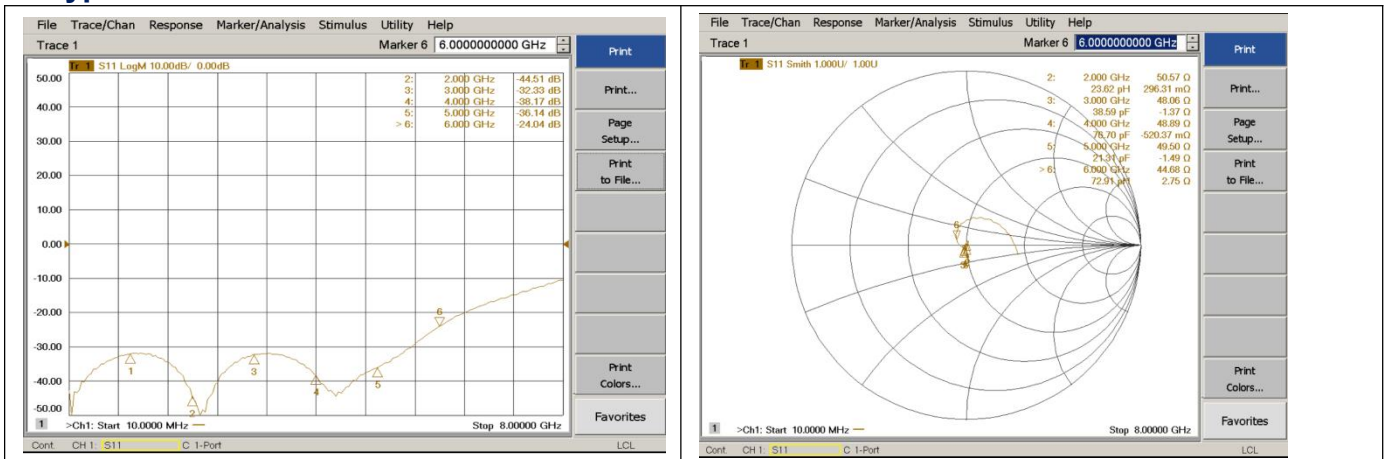 File Trace/Chan Response Marker/Analysis Stimulus Utility Help
Trace 1 Marker 6 6.0000000000 GHz
Print
Tr 1 S11 LogM 10.00dB/ 0.00dB
50.00
40.00
30.00
20.00
10.00
0.00
-10.00
-20.00
-30.00
-40.00
-50.00
2: 2.000 GHz -44.51 dB
3: 3.000 GHz -32.33 dB
4: 4.000 GHz -38.17 dB
5: 5.000 GHz -36.14 dB
> 6: 6.000 GHz -24.04 dB
1
2
3
4
5
6
Print...
Page
Setup...
Print
to File...
Print
Colors...
Favorites
1 >Ch1: Start 10.0000 MHz Stop 8.00000 GHz
Cont. CH 1: S11 C 1-Port LCL
File Trace/Chan Response Marker/Analysis Stimulus Utility Help
Trace 1 Marker 6 6.0000000000 GHz
Print
Tr 1 S11 Smith 1.000U/ 1.00U
2: 2.000 GHz 50.57 Ω
23.62 pH 296.31 mΩ
3: 3.000 GHz 48.06 Ω
38.59 pF -1.37 Ω
4: 4.000 GHz 48.89 Ω
76.70 pF -520.37 mΩ
5: 5.000 GHz 49.50 Ω
21.31 pF -1.49 Ω
> 6: 6.000 GHz 44.68 Ω
72.91 pH 2.75 Ω
6
Print...
Page
Setup...
Print
to File...
Print
Colors...
Favorites
1 >Ch1: Start 10.0000 MHz Stop 8.00000 GHz
Cont. CH 1: S11 C 1-Port LCL